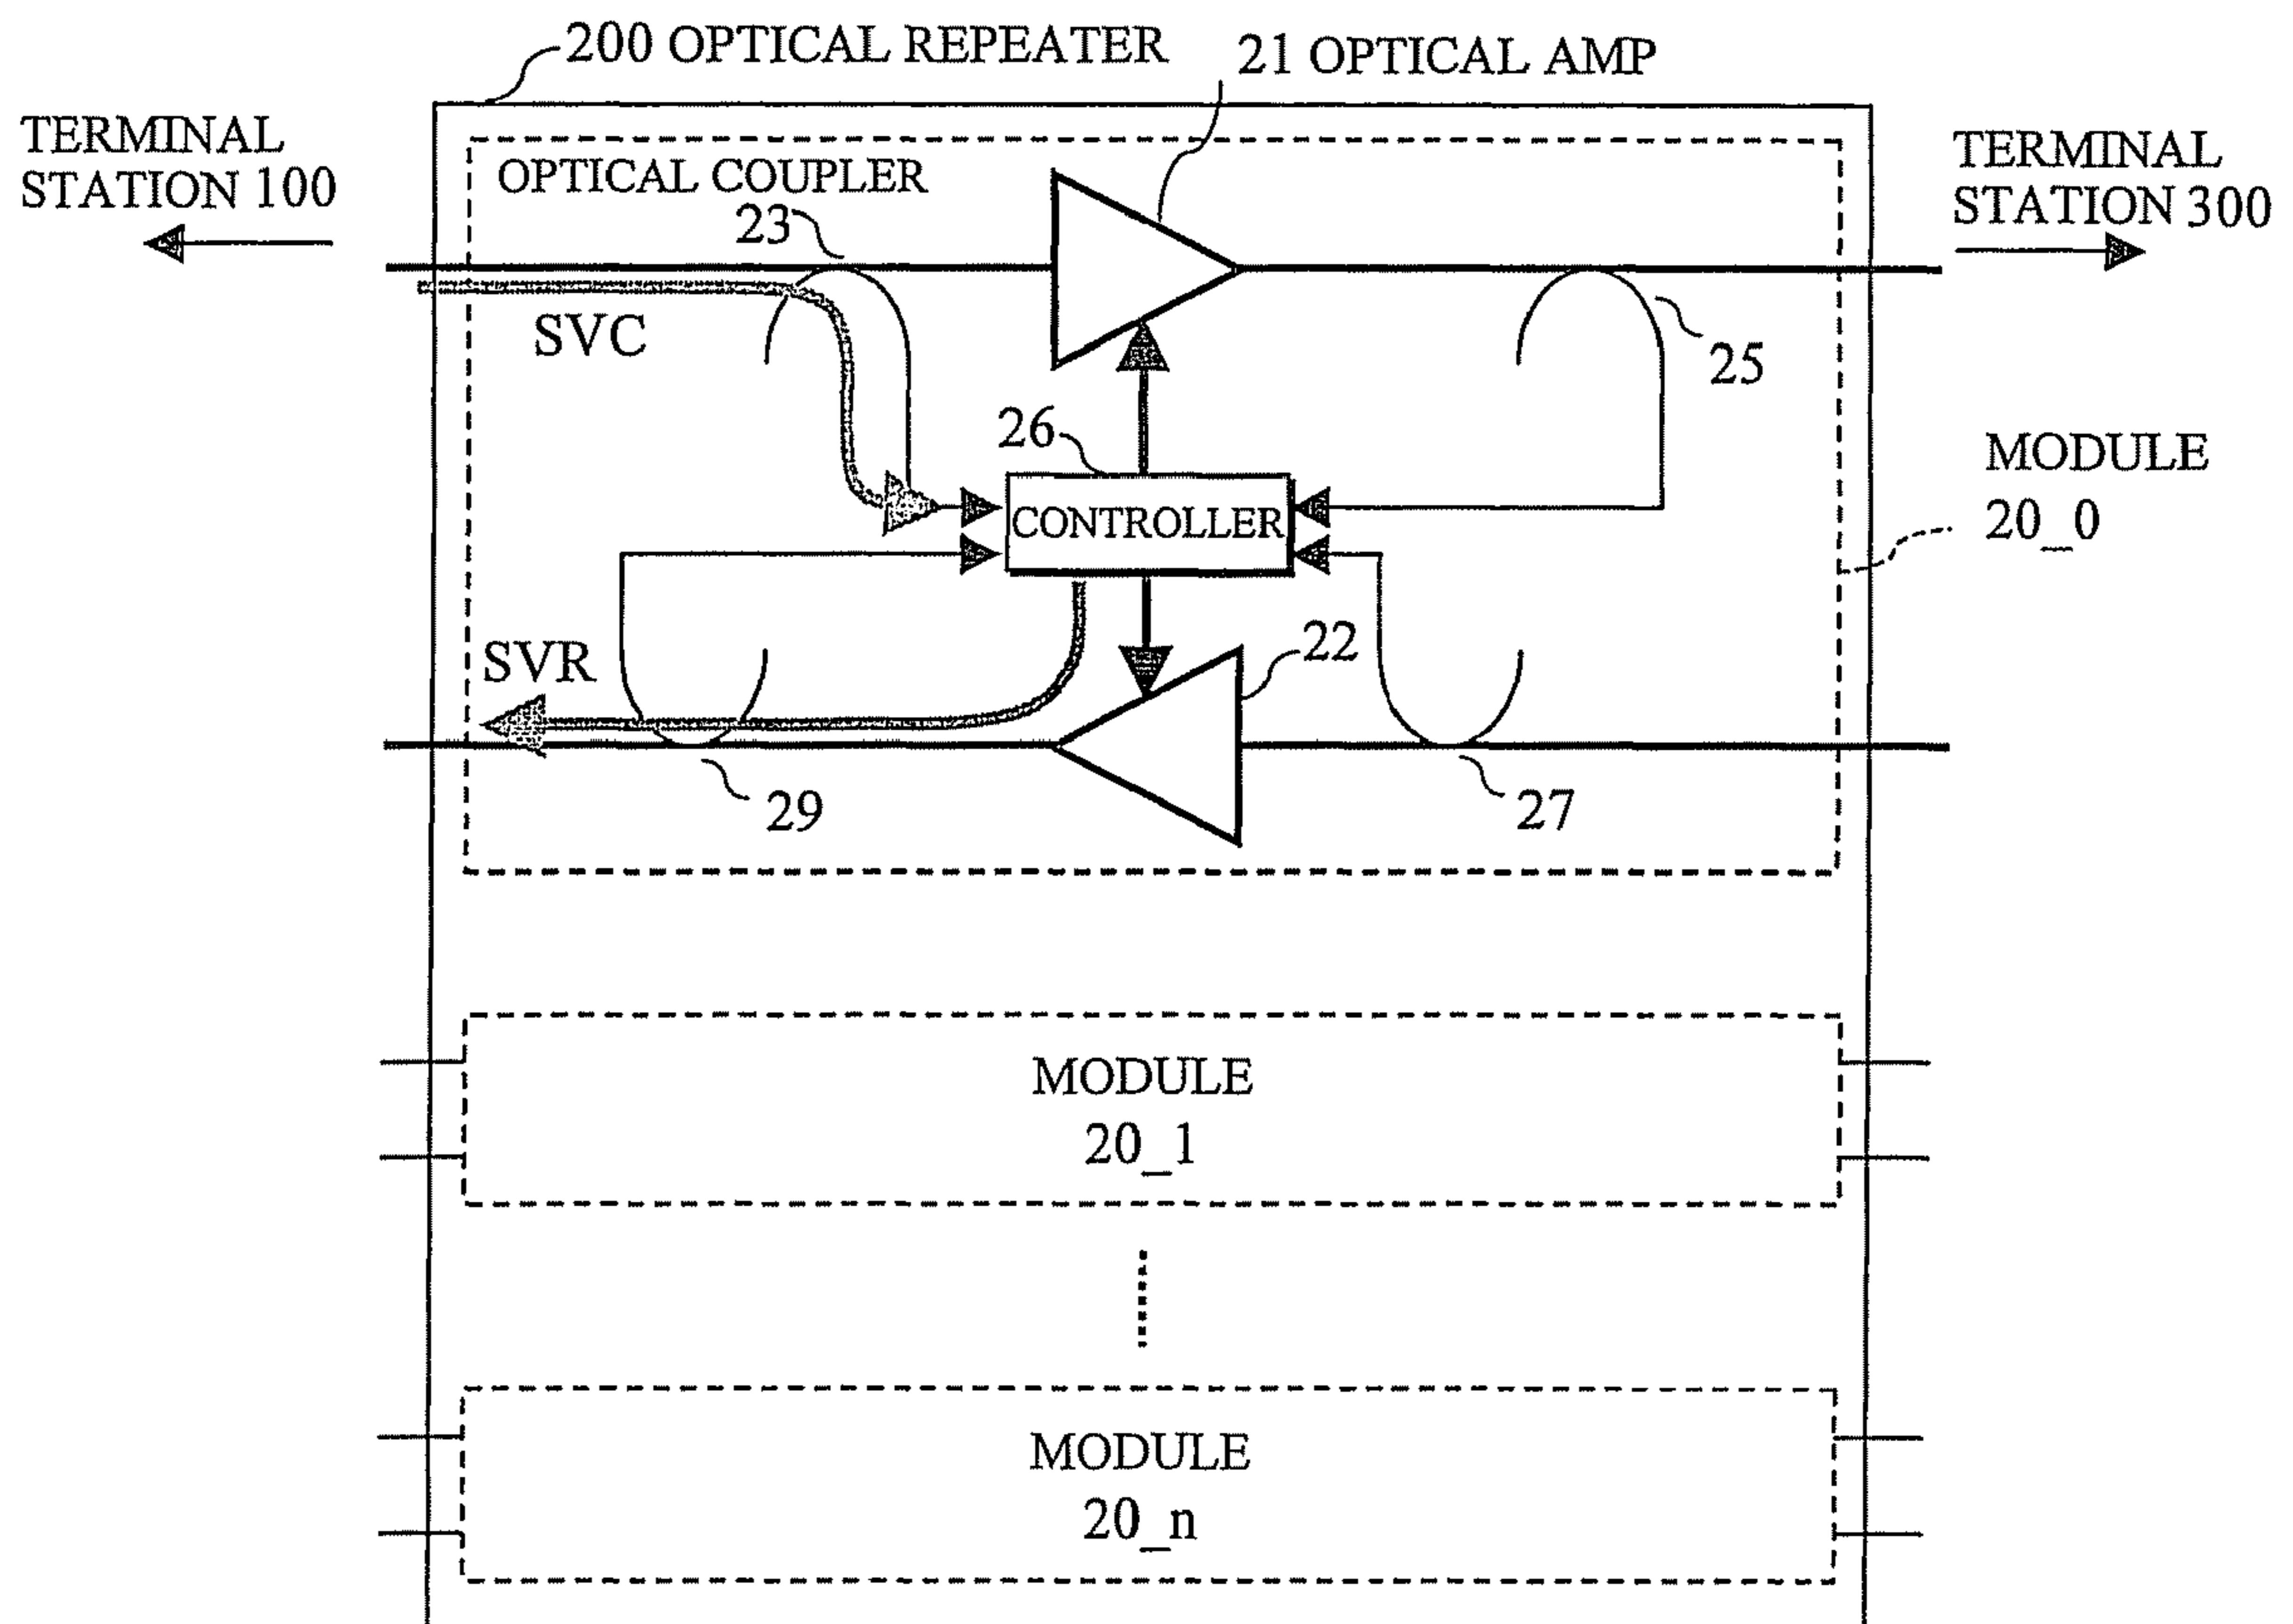 200 OPTICAL REPEATER
21 OPTICAL AMP
TERMINAL
STATION 100
TERMINAL
STATION 300
OPTICAL COUPLER
23
SVC
25
26
CONTROLLER
MODULE
20_0
SVR
22
29
27
MODULE
20_1
MODULE
20_n